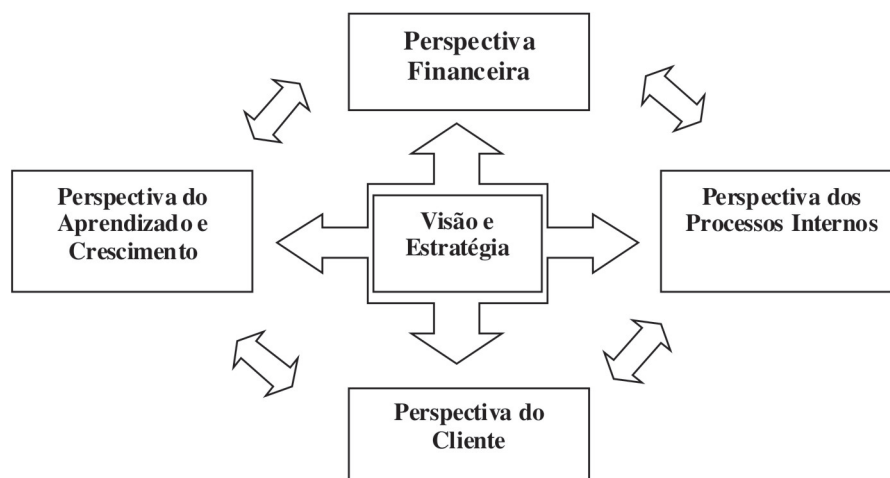 Perspectiva
Financeira
Perspectiva do
Aprendizado e
Crescimento
Visão e
Estratégia
Perspectiva dos
Processos Internos
Perspectiva do
Cliente